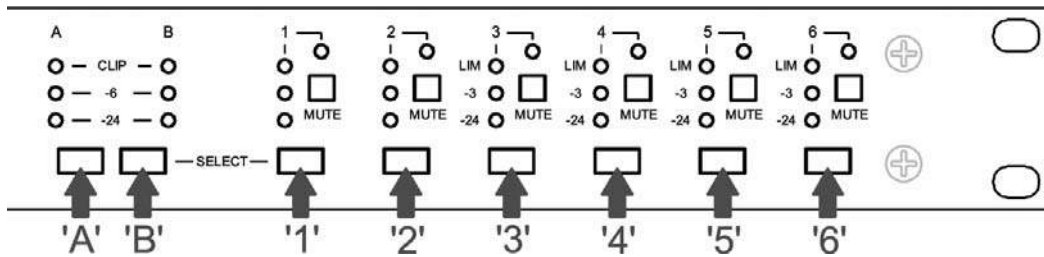 A B 1 2 3 4 5 6
CLIP LIM LIM LIM LIM
-6 -3 -3 -3 -3
-24 MUTE MUTE -24 MUTE -24 MUTE -24 MUTE -24 MUTE
SELECT
'A' 'B' '1' '2' '3' '4' '5' '6'